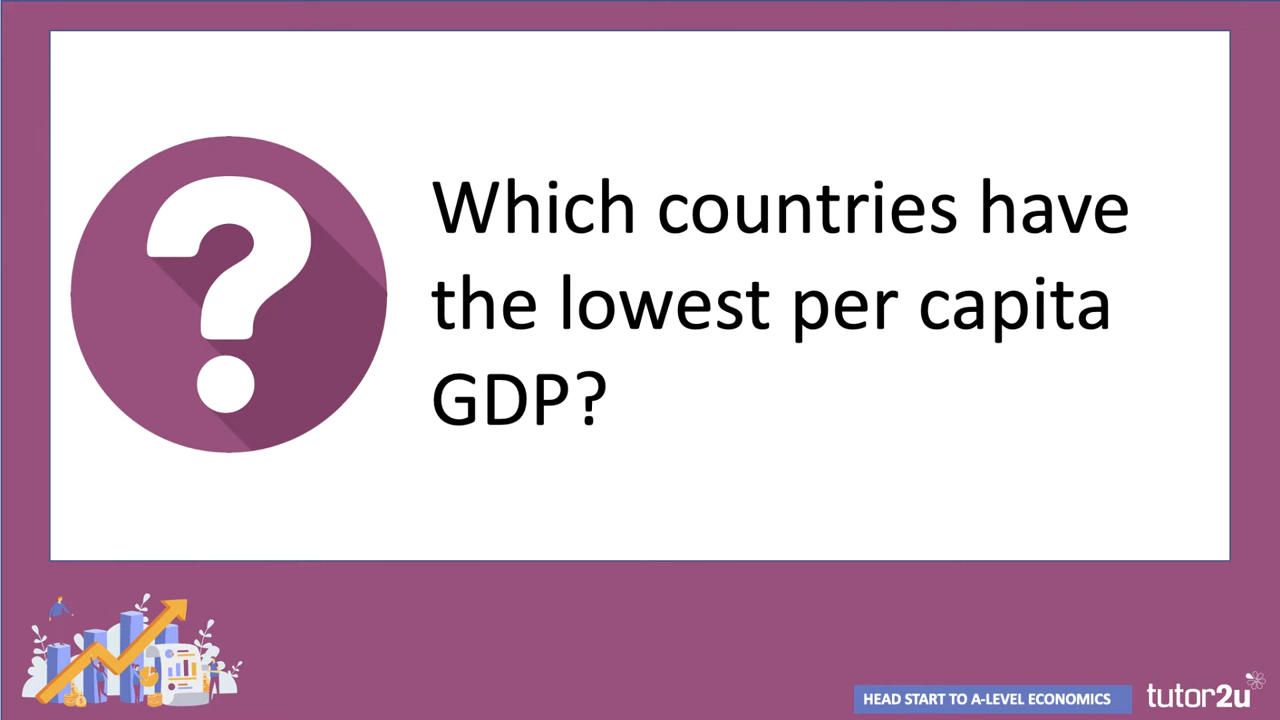 Which countries have
the lowest per capita
GDP?
HEAD START TO A-LEVEL ECONOMICS
tutor2u